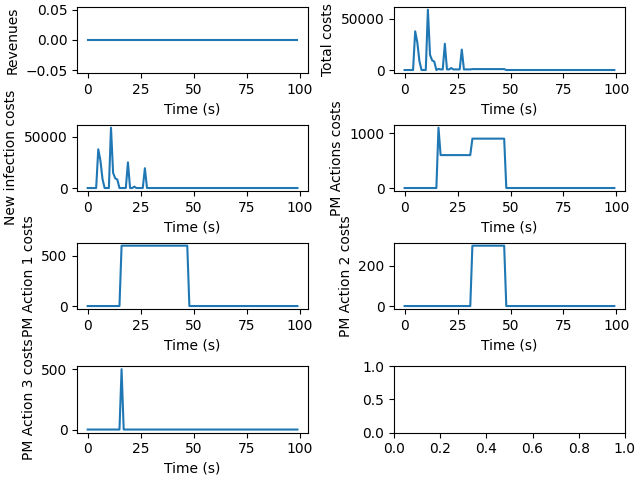 Revenues
0.05
0.00
−0.05
0 25 50 75 100
Time (s)
Total costs
50000
0
0 25 50 75 100
Time (s)
New infection costs
50000
0
0 25 50 75 100
Time (s)
PM Actions costs
1000
0
0 25 50 75 100
Time (s)
PM Action 1 costs
500
0
0 25 50 75 100
Time (s)
PM Action 2 costs
200
0
0 25 50 75 100
Time (s)
PM Action 3 costs
500
0
0 25 50 75 100
Time (s)
1.0
0.5
0.0
0.0 0.2 0.4 0.6 0.8 1.0